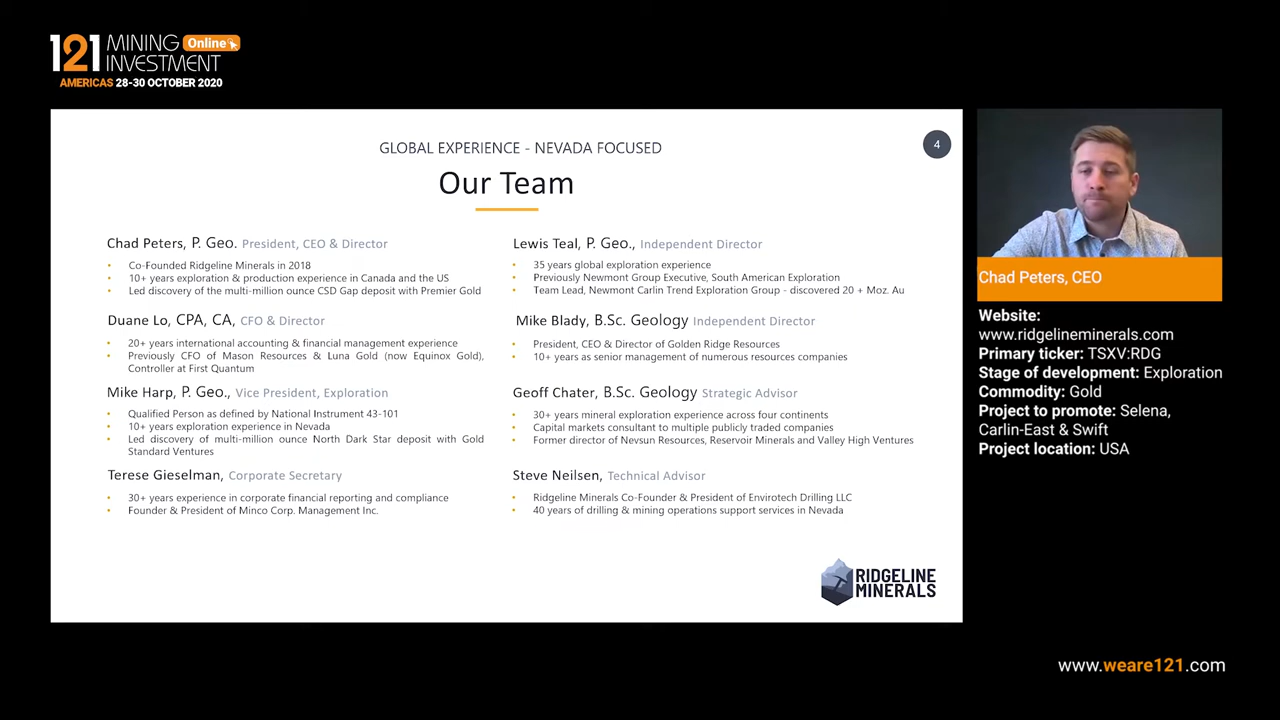 121 MINING INVESTMENT Online
AMERICAS 28-30 OCTOBER 2020
GLOBAL EXPERIENCE - NEVADA FOCUSED
4
Our Team
Chad Peters, P. Geo. President, CEO & Director
• Co-Founded Ridgeline Minerals in 2018
• 10+ years exploration & production experience in Canada and the US
• Led discovery of the multi-million ounce CSD Gap deposit with Premier Gold
Duane Lo, CPA, CA, CFO & Director
• 20+ years international accounting & financial management experience
• Previously CFO of Mason Resources & Luna Gold (now Equinox Gold),
Controller at First Quantum
Mike Harp, P. Geo., Vice President, Exploration
• Qualified Person as defined by National Instrument 43-101
• 10+ years exploration experience in Nevada
• Led discovery of multi-million ounce North Dark Star deposit with Gold
Standard Ventures
Terese Gieselman, Corporate Secretary
• 30+ years experience in corporate financial reporting and compliance
• Founder & President of Minco Corp. Management Inc.
Lewis Teal, P. Geo., Independent Director
• 35 years global exploration experience
• Previously Newmont Group Executive, South American Exploration
• Team Lead, Newmont Carlin Trend Exploration Group - discovered 20 + Moz. Au
Mike Blady, B.Sc. Geology Independent Director
• President, CEO & Director of Golden Ridge Resources
• 10+ years as senior management of numerous resources companies
Geoff Chater, B.Sc. Geology Strategic Advisor
• 30+ years mineral exploration experience across four continents
• Capital markets consultant to multiple publicly traded companies
• Former director of Nevsun Resources, Reservoir Minerals and Valley High Ventures
Steve Neilsen, Technical Advisor
• Ridgeline Minerals Co-Founder & President of Envirotech Drilling LLC
• 40 years of drilling & mining operations support services in Nevada
RIDGELINE
MINERALS
Chad Peters, CEO
Website:
www.ridgelineminerals.com
Primary ticker: TSXV:RDG
Stage of development: Exploration
Commodity: Gold
Project to promote: Selena,
Carlin-East & Swift
Project location: USA
www.weare121.com